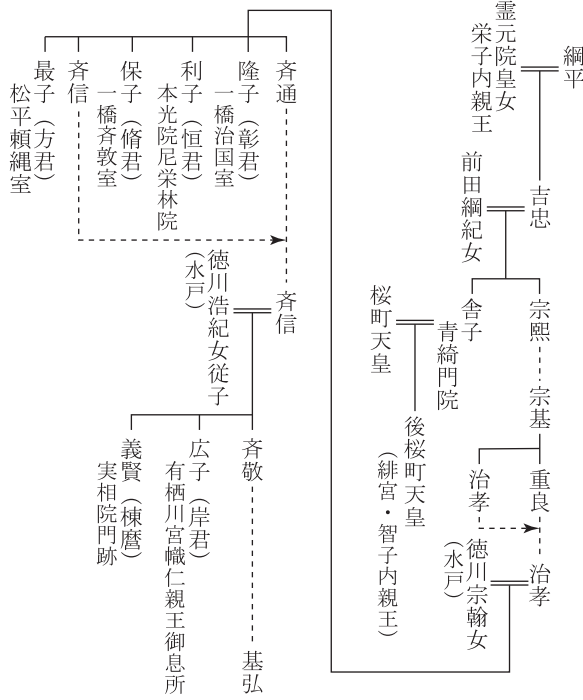 綱平
霊元院皇女
栄子内親王
吉忠
前田綱紀女
宗熙
舎子
青綺門院
桜町天皇
後桜町天皇
（緋宮・智子内親王）
宗基
重良
治孝
治孝
徳川宗翰女
（水戸）
斉通
隆子（彰君）
一橋治国室
利子（恒君）
本光院尼栄林院
保子（脩君）
一橋斉敦室
斉信
最子（方君）
松平頼縄室
斉信
徳川浩紀女従子
（水戸）
斉敬
広子（岸君）
有栖川宮幟仁親王御息所
義賢（棟麿）
実相院門跡
基弘